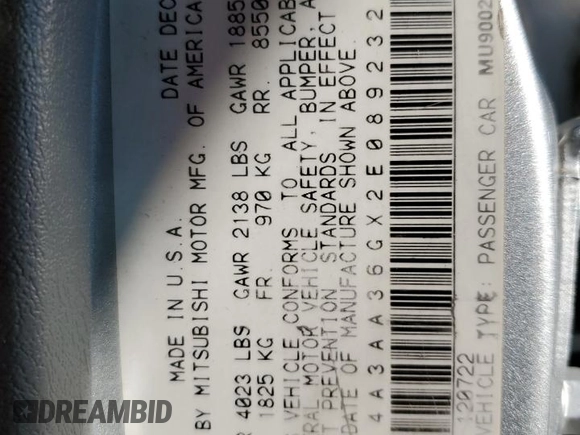 MADE IN U.S.A. DATE DEC
BY MITSUBISHI MOTOR MFG. OF AMERICA
4023 LBS GAWR 2138 LBS GAWR 1885
1825 KG FR. 970 KG RR. 8550
VEHICLE CONFORMS TO ALL APPLICAB
RAL MOTOR VEHICLE SAFETY, BUMPER, A
T PREVENTION STANDARDS IN EFFECT
DATE OF MANUFACTURE SHOWN ABOVE.
4A3AA36GX2E089232
120722
VEHICLE TYPE: PASSENGER CAR MU9002
DREAMBID